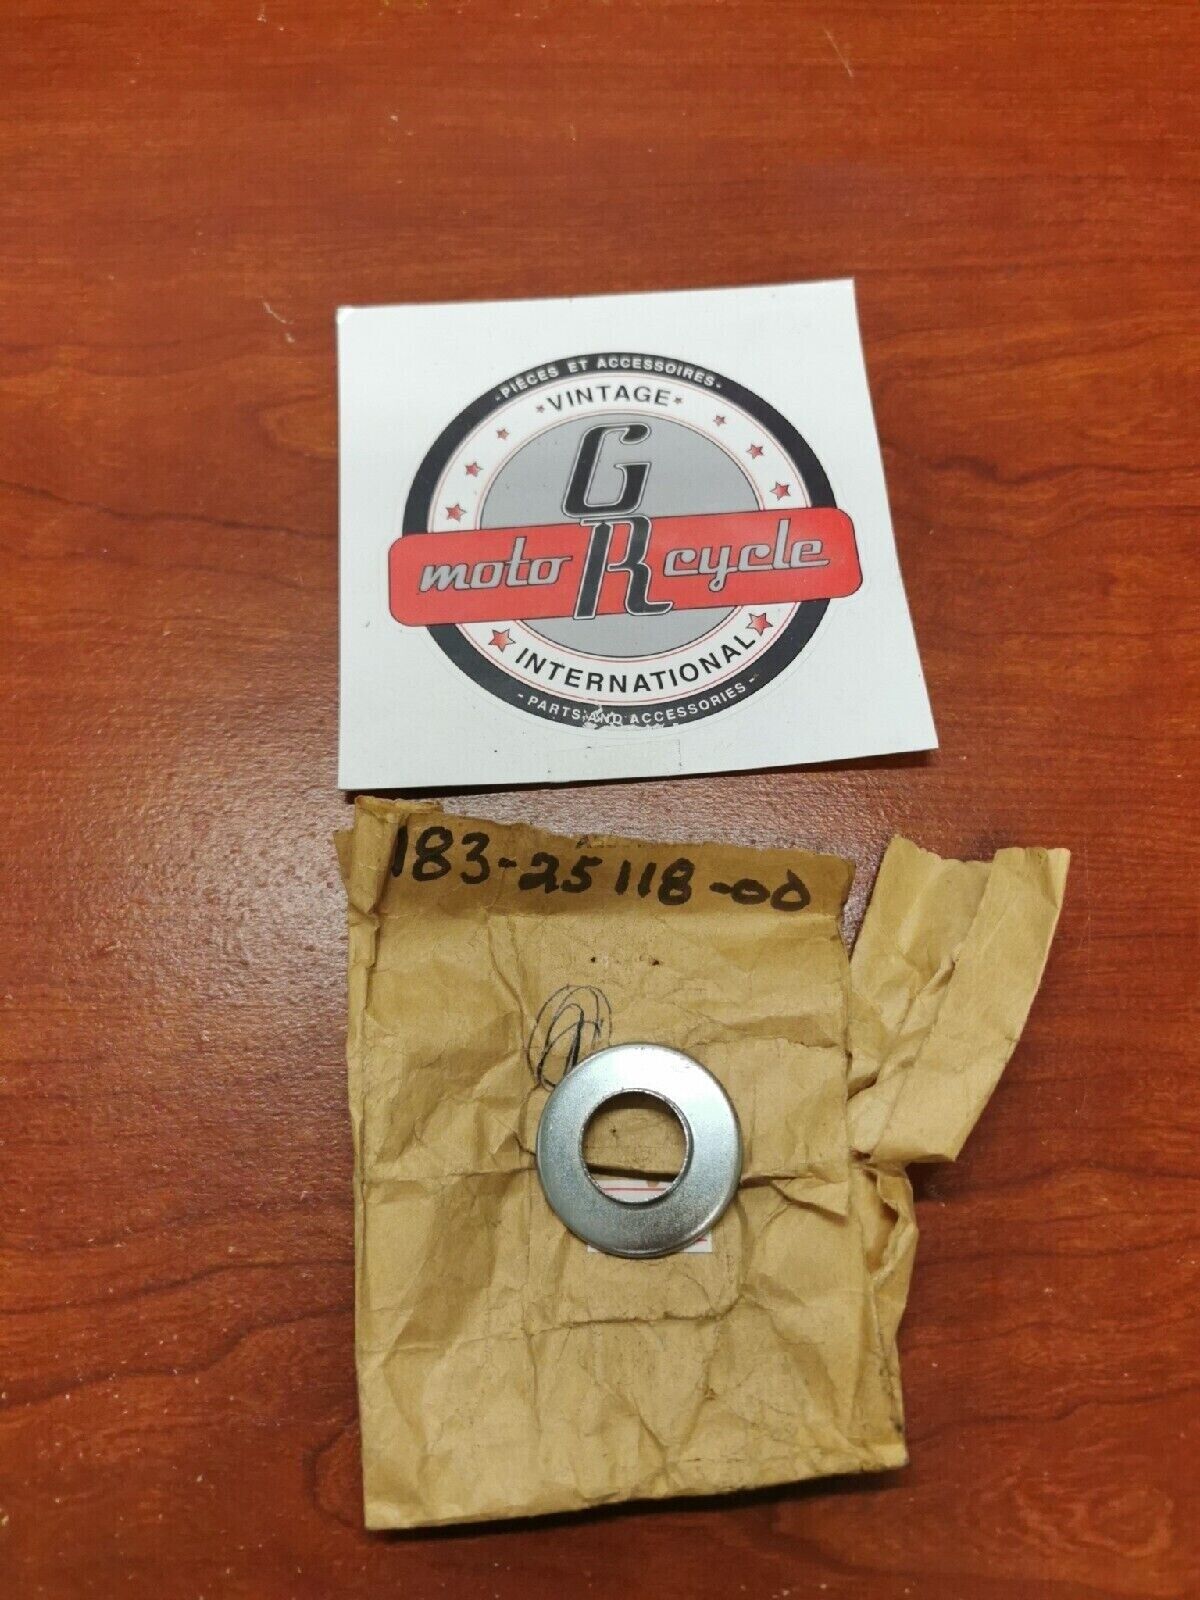 -PIÈCES ET ACCESSOIRES-
VINTAGE
G
moto R cycle
INTERNATIONAL
- PARTS AND ACCESSORIES -
183-25118-00